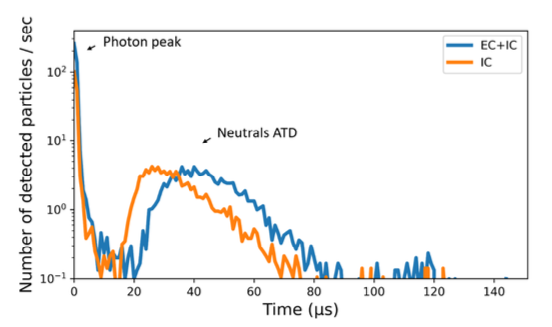 Photon peak
EC+IC
IC
Neutrals ATD
Number of detected particles / sec
10²
10¹
10⁰
10⁻¹
0 20 40 60 80 100 120 140
Time (μs)